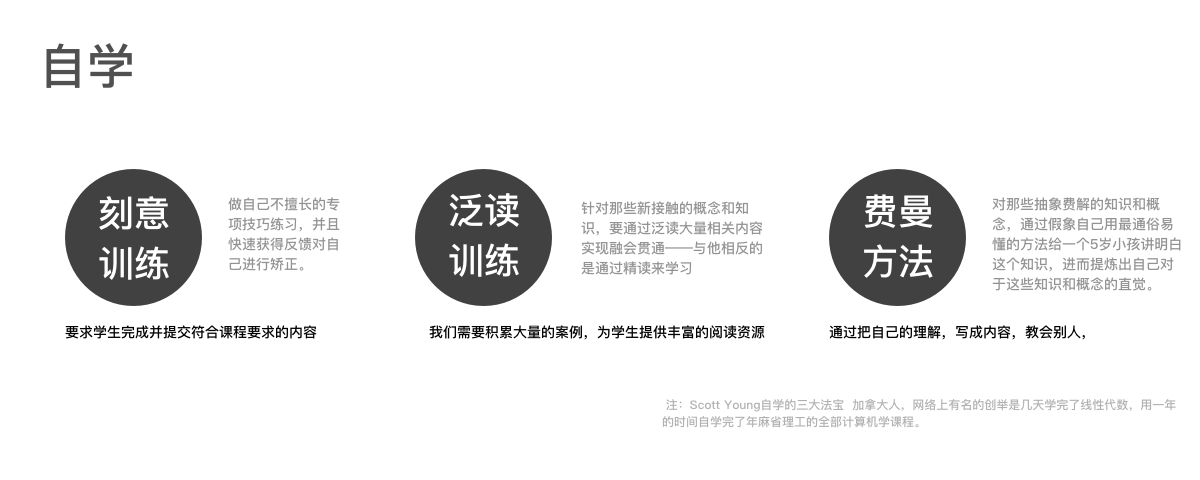 自学
刻意
训练
做自己不擅长的专
项技巧练习，并且
快速获得反馈对自
己进行矫正。
要求学生完成并提交符合课程要求的内容
泛读
训练
针对那些新接触的概念和知
识，要通过泛读大量相关内容
实现融会贯通——与他相反的
是通过精读来学习
我们需要积累大量的案例，为学生提供丰富的阅读资源
费曼
方法
对那些抽象费解的知识和概
念，通过假象自己用最通俗易
懂的方法给一个5岁小孩讲明白
这个知识，进而提炼出自己对
于这些知识和概念的直觉。
通过把自己的理解，写成内容，教会别人，
注：Scott Young自学的三大法宝 加拿大人，网络上有名的创举是几天学完了线性代数，用一年
的时间自学完了年麻省理工的全部计算机学课程。